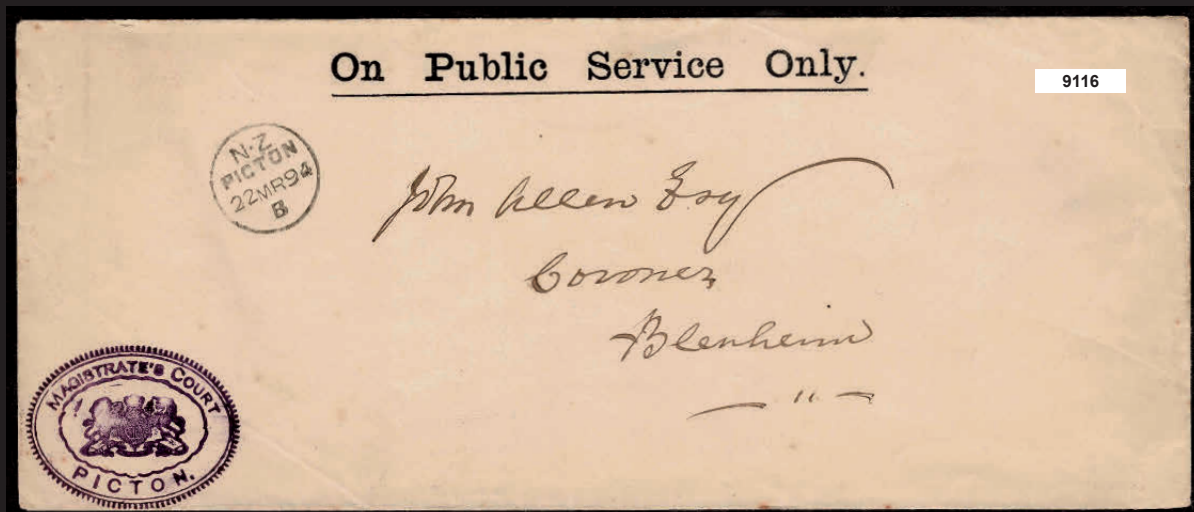 On Public Service Only.
9116
N·Z
PICTON
22MR94
B
John Allen Esq
Coroner
Blenheim
— " —
MAGISTRATE'S COURT
PICTON.